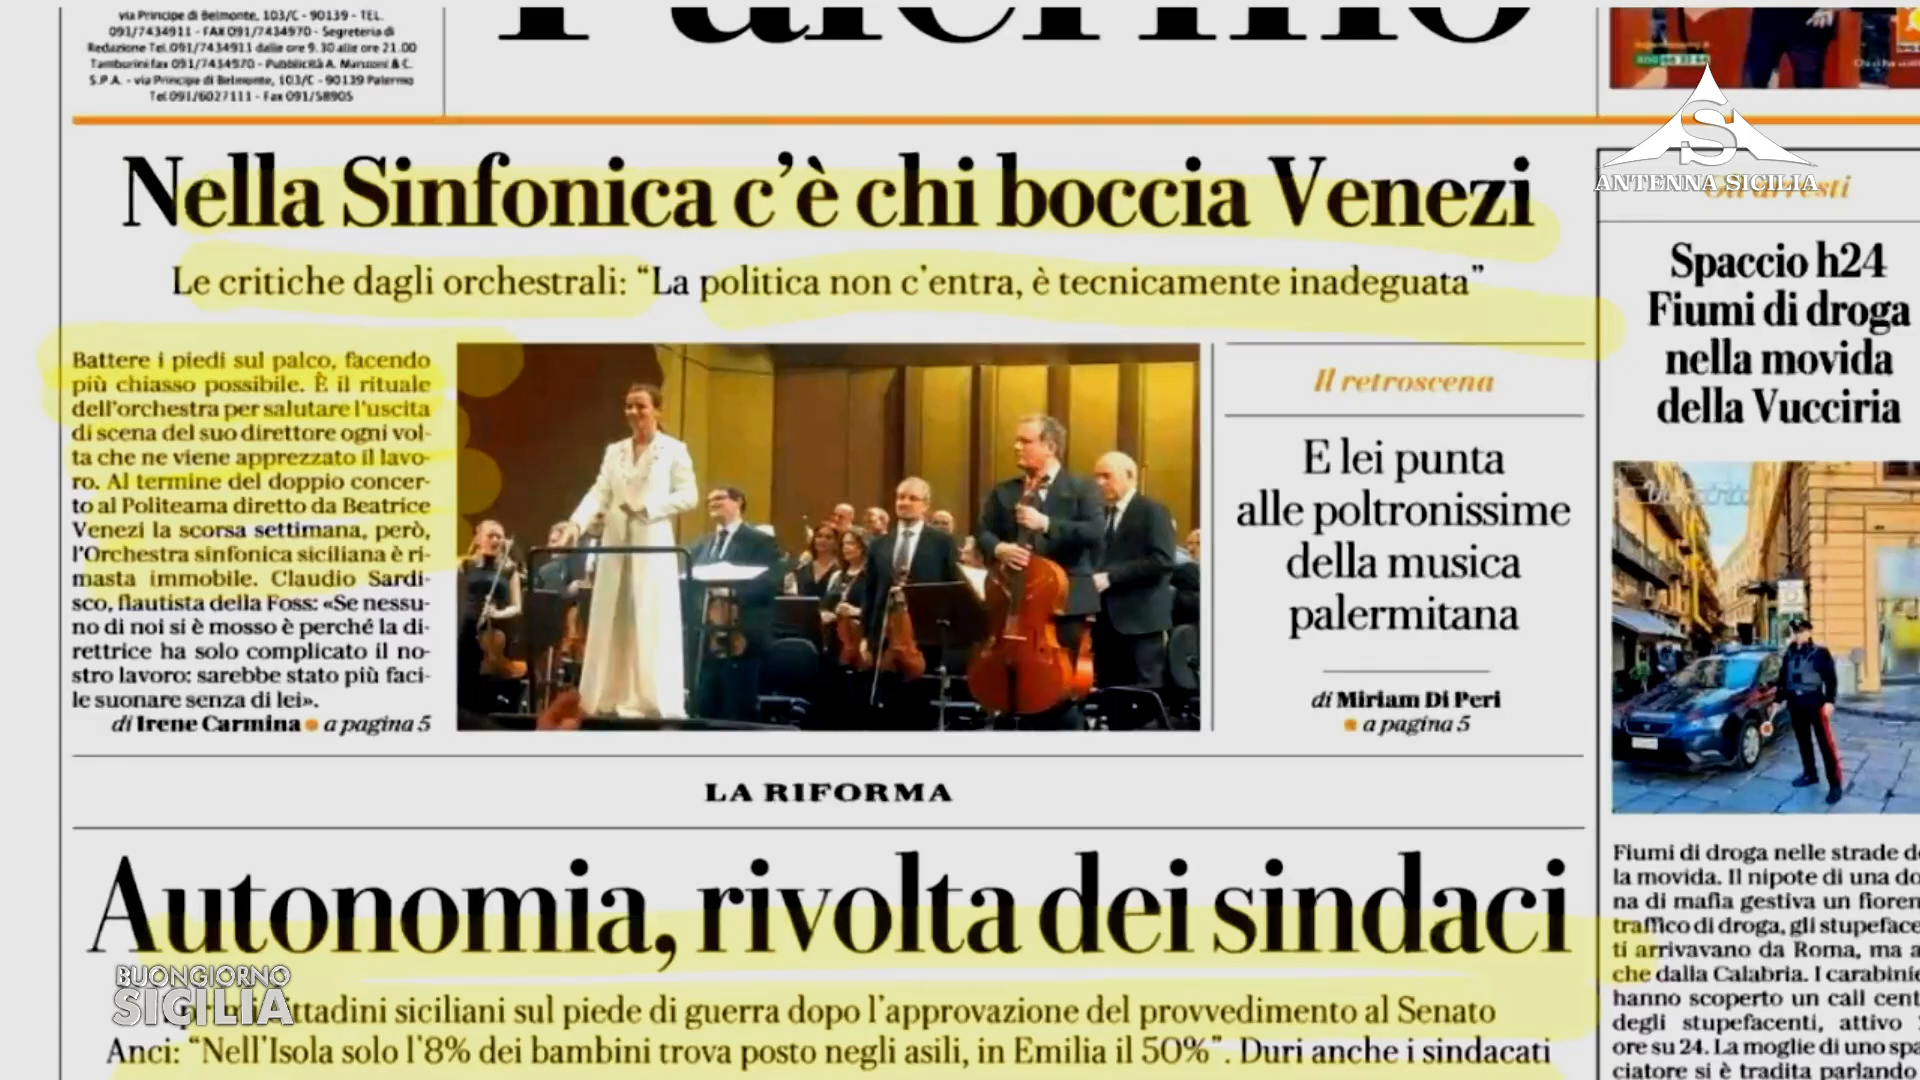 via Principe di Belmonte, 103/C - 90139 - TEL.
091/7434911 - FAX 091/7434970 - Segreteria di
Redazione Tel.091/7434911 dalle ore 9.30 alle ore 21.00
Tamburini fax 091/7434970 - Pubblicità A. Manzoni & C.
S.P.A. - via Principe di Belmonte, 103/C - 90139 Palermo
Tel.091/6027111 - Fax 091/58905
Palermo
ANTENNA SICILIA
Nella Sinfonica c'è chi boccia Venezi
Le critiche dagli orchestrali: “La politica non c'entra, è tecnicamente inadeguata”
Battere i piedi sul palco, facendo
più chiasso possibile. È il rituale
dell'orchestra per salutare l'uscita
di scena del suo direttore ogni vol-
ta che ne viene apprezzato il lavo-
ro. Al termine del doppio concer-
to al Politeama diretto da Beatrice
Venezi la scorsa settimana, però,
l'Orchestra sinfonica siciliana è ri-
masta immobile. Claudio Sardi-
sco, flautista della Foss: «Se nessu-
no di noi si è mosso è perché la di-
rettrice ha solo complicato il no-
stro lavoro: sarebbe stato più faci-
le suonare senza di lei».
di Irene Carmina • a pagina 5
Il retroscena
E lei punta
alle poltronissime
della musica
palermitana
di Miriam Di Peri
• a pagina 5
Gli arresti
Spaccio h24
Fiumi di droga
nella movida
della Vucciria
Fiumi di droga nelle strade de
la movida. Il nipote di una do
na di mafia gestiva un fioren
traffico di droga, gli stupeface
ti arrivavano da Roma, ma a
che dalla Calabria. I carabinie
hanno scoperto un call cent
degli stupefacenti, attivo
ore su 24. La moglie di uno spa
ciatore si è tradita parlando
LA RIFORMA
Autonomia, rivolta dei sindaci
ttadini siciliani sul piede di guerra dopo l'approvazione del provvedimento al Senato
Anci: “Nell'Isola solo l'8% dei bambini trova posto negli asili, in Emilia il 50%”. Duri anche i sindacati
BUONGIORNO
SICILIA